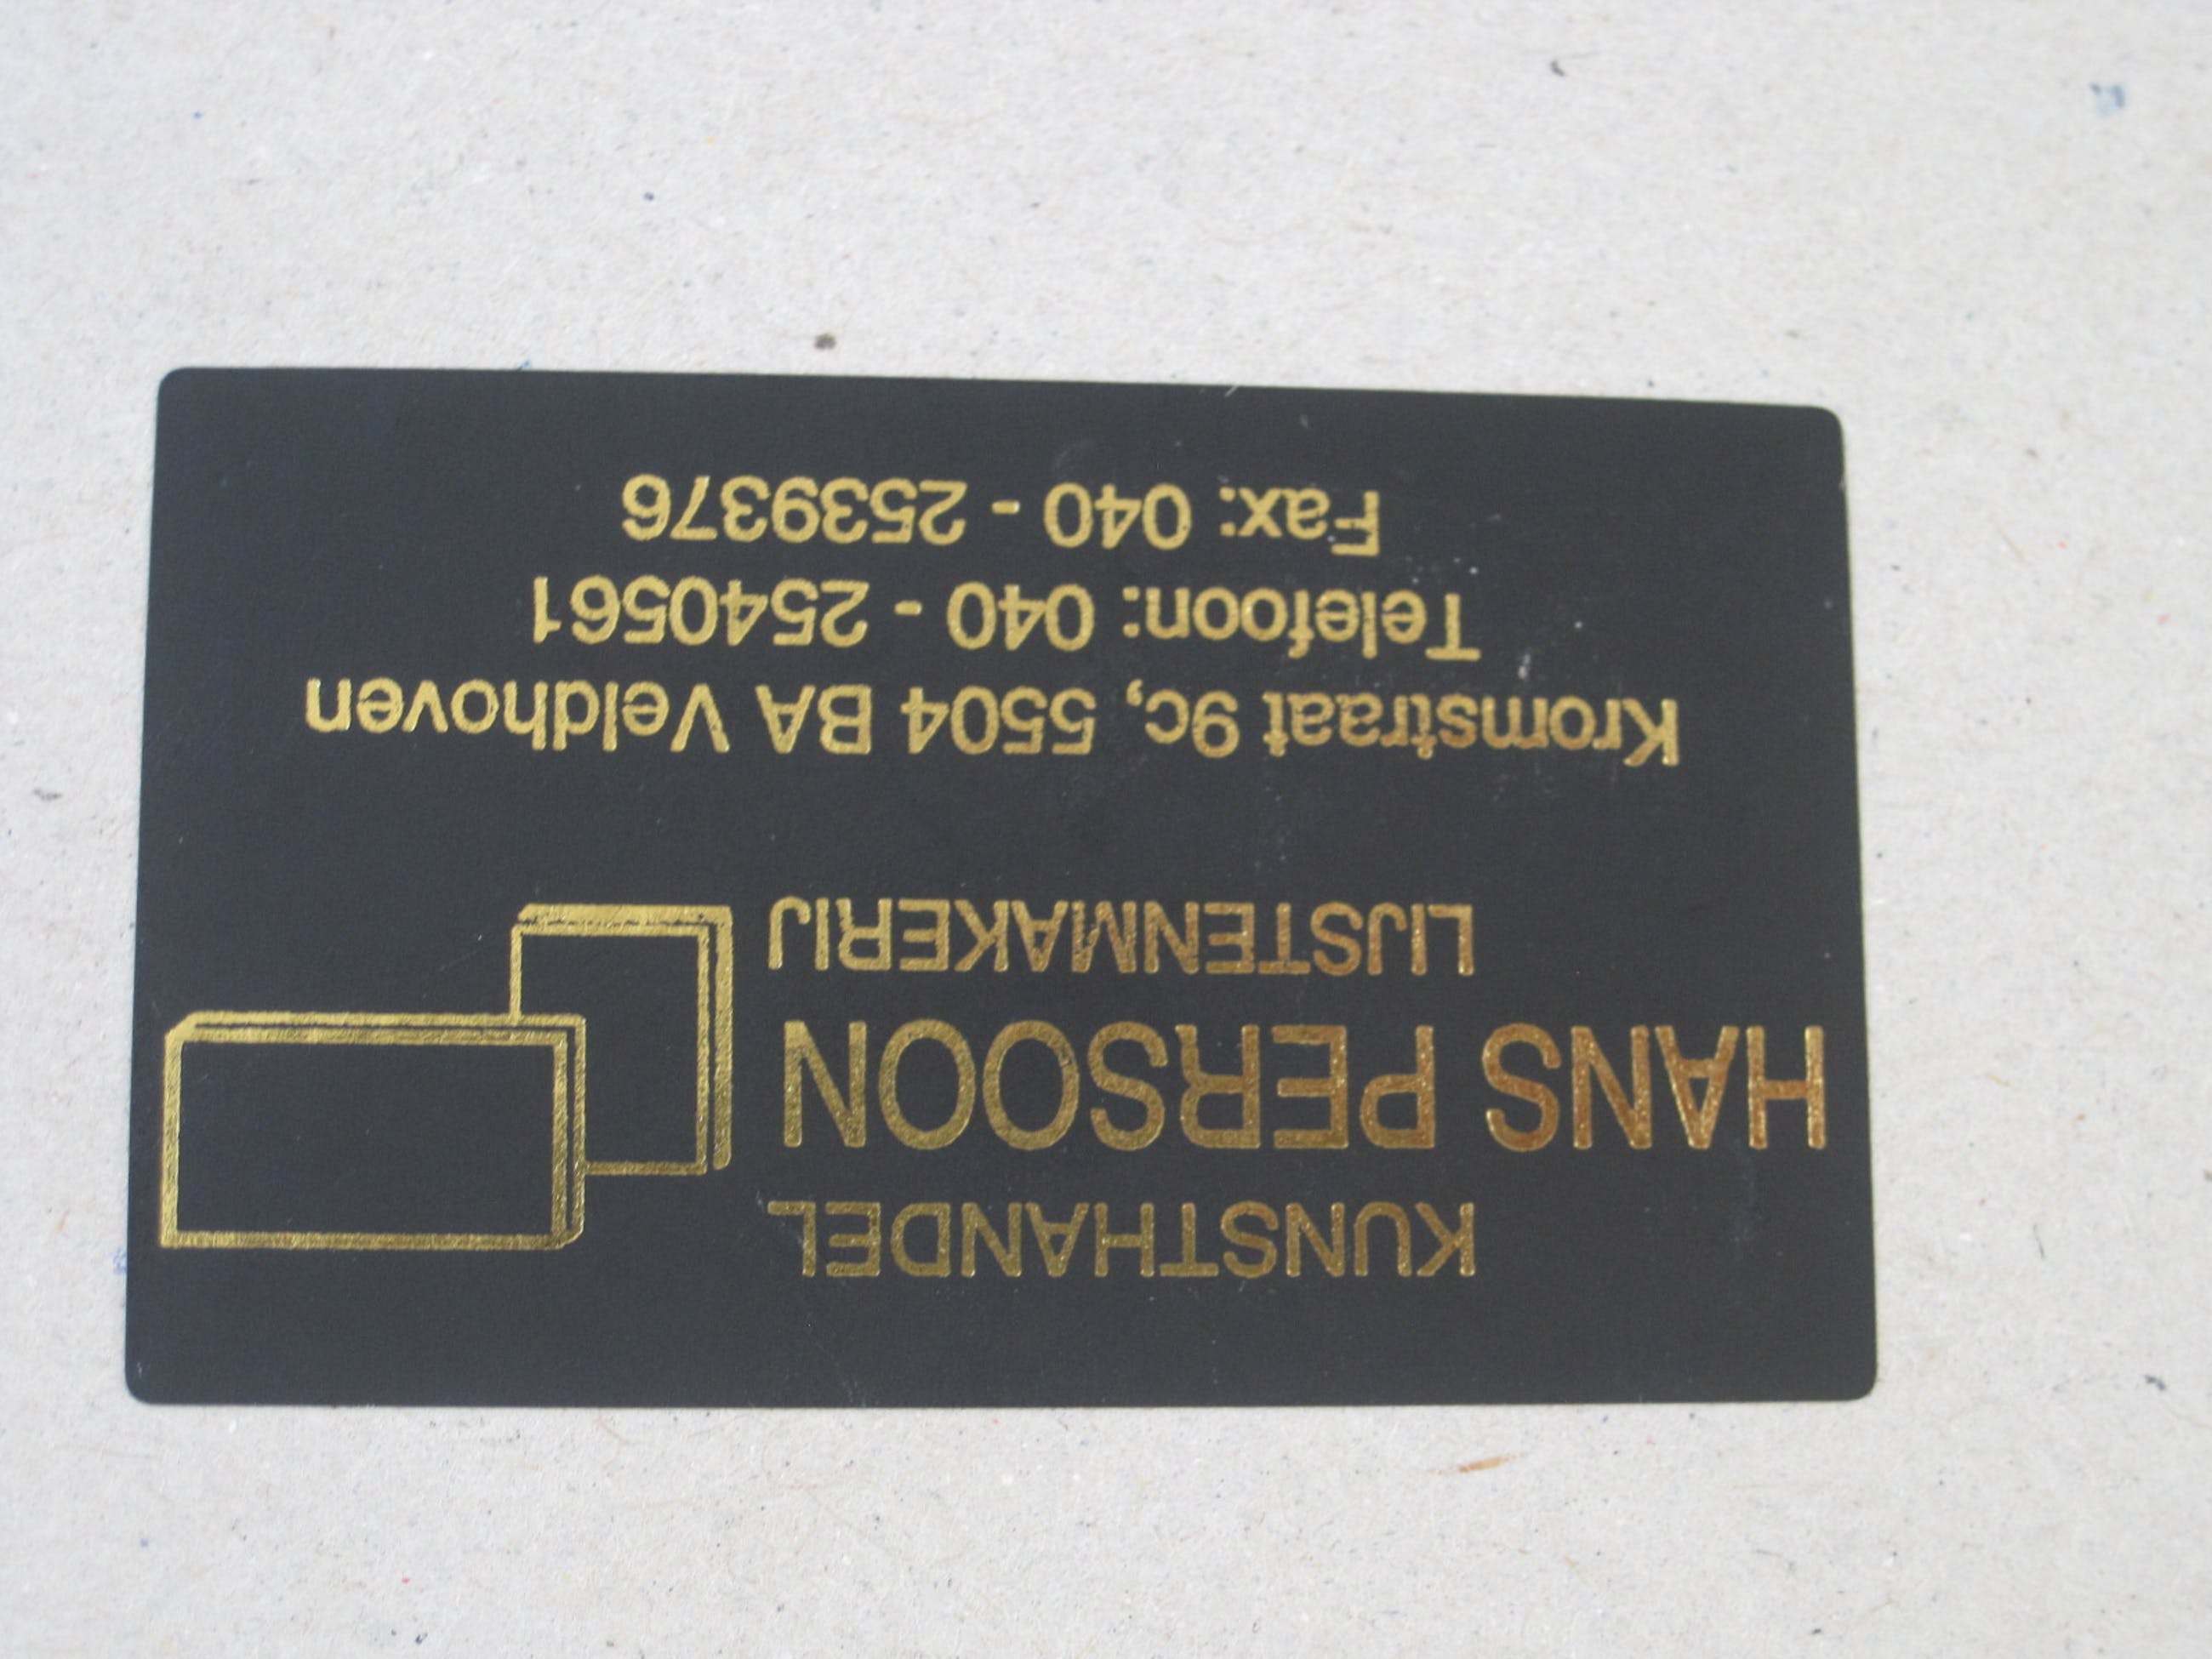 KUNSTHANDEL
HANS PERSOON
LIJSTENMAKERIJ
Kromstraat 9c, 5504 BA Veldhoven
Telefoon: 040 - 2540561
Fax: 040 - 2539376